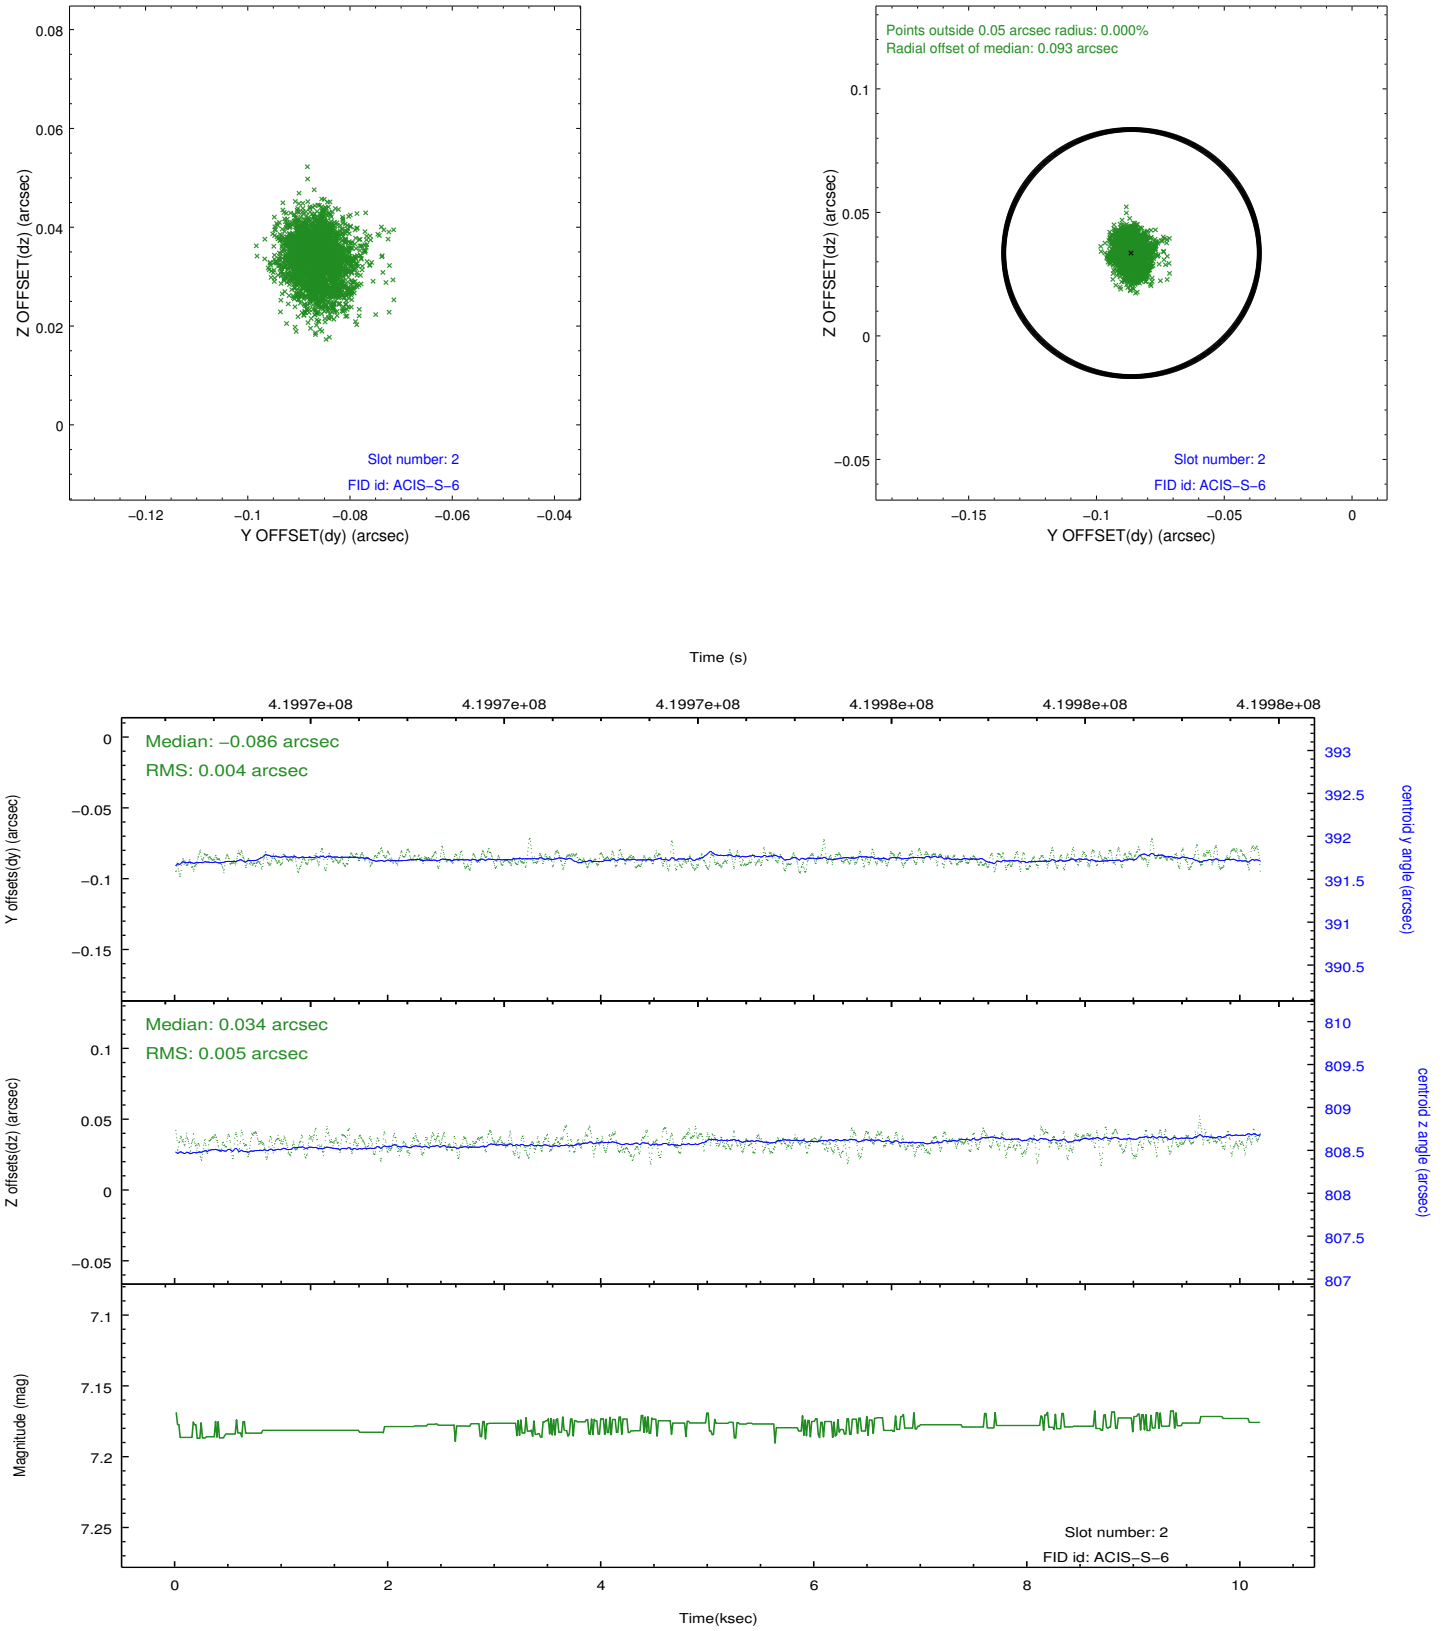 0.08
0.06
0.04
0.02
0
Z OFFSET(dz) (arcsec)
Slot number: 2
FID id: ACIS−S−6
−0.12
−0.1
−0.08
−0.06
−0.04
Y OFFSET(dy) (arcsec)
Points outside 0.05 arcsec radius: 0.000%
Radial offset of median: 0.093 arcsec
0.1
0.05
0
−0.05
Z OFFSET(dz) (arcsec)
Slot number: 2
FID id: ACIS−S−6
−0.15
−0.1
−0.05
0
Y OFFSET(dy) (arcsec)
Time (s)
4.1997e+08
4.1997e+08
4.1997e+08
4.1998e+08
4.1998e+08
4.1998e+08
Median: −0.086 arcsec
RMS: 0.004 arcsec
0
−0.05
−0.1
−0.15
Y offsets(dy) (arcsec)
393
392.5
392
391.5
391
390.5
centroid y angle (arcsec)
Median: 0.034 arcsec
RMS: 0.005 arcsec
0.1
0.05
0
−0.05
Z offsets(dz) (arcsec)
810
809.5
809
808.5
808
807.5
807
centroid z angle (arcsec)
7.1
7.15
7.2
7.25
Magnitude (mag)
Slot number: 2
FID id: ACIS−S−6
0
2
4
6
8
10
Time(ksec)